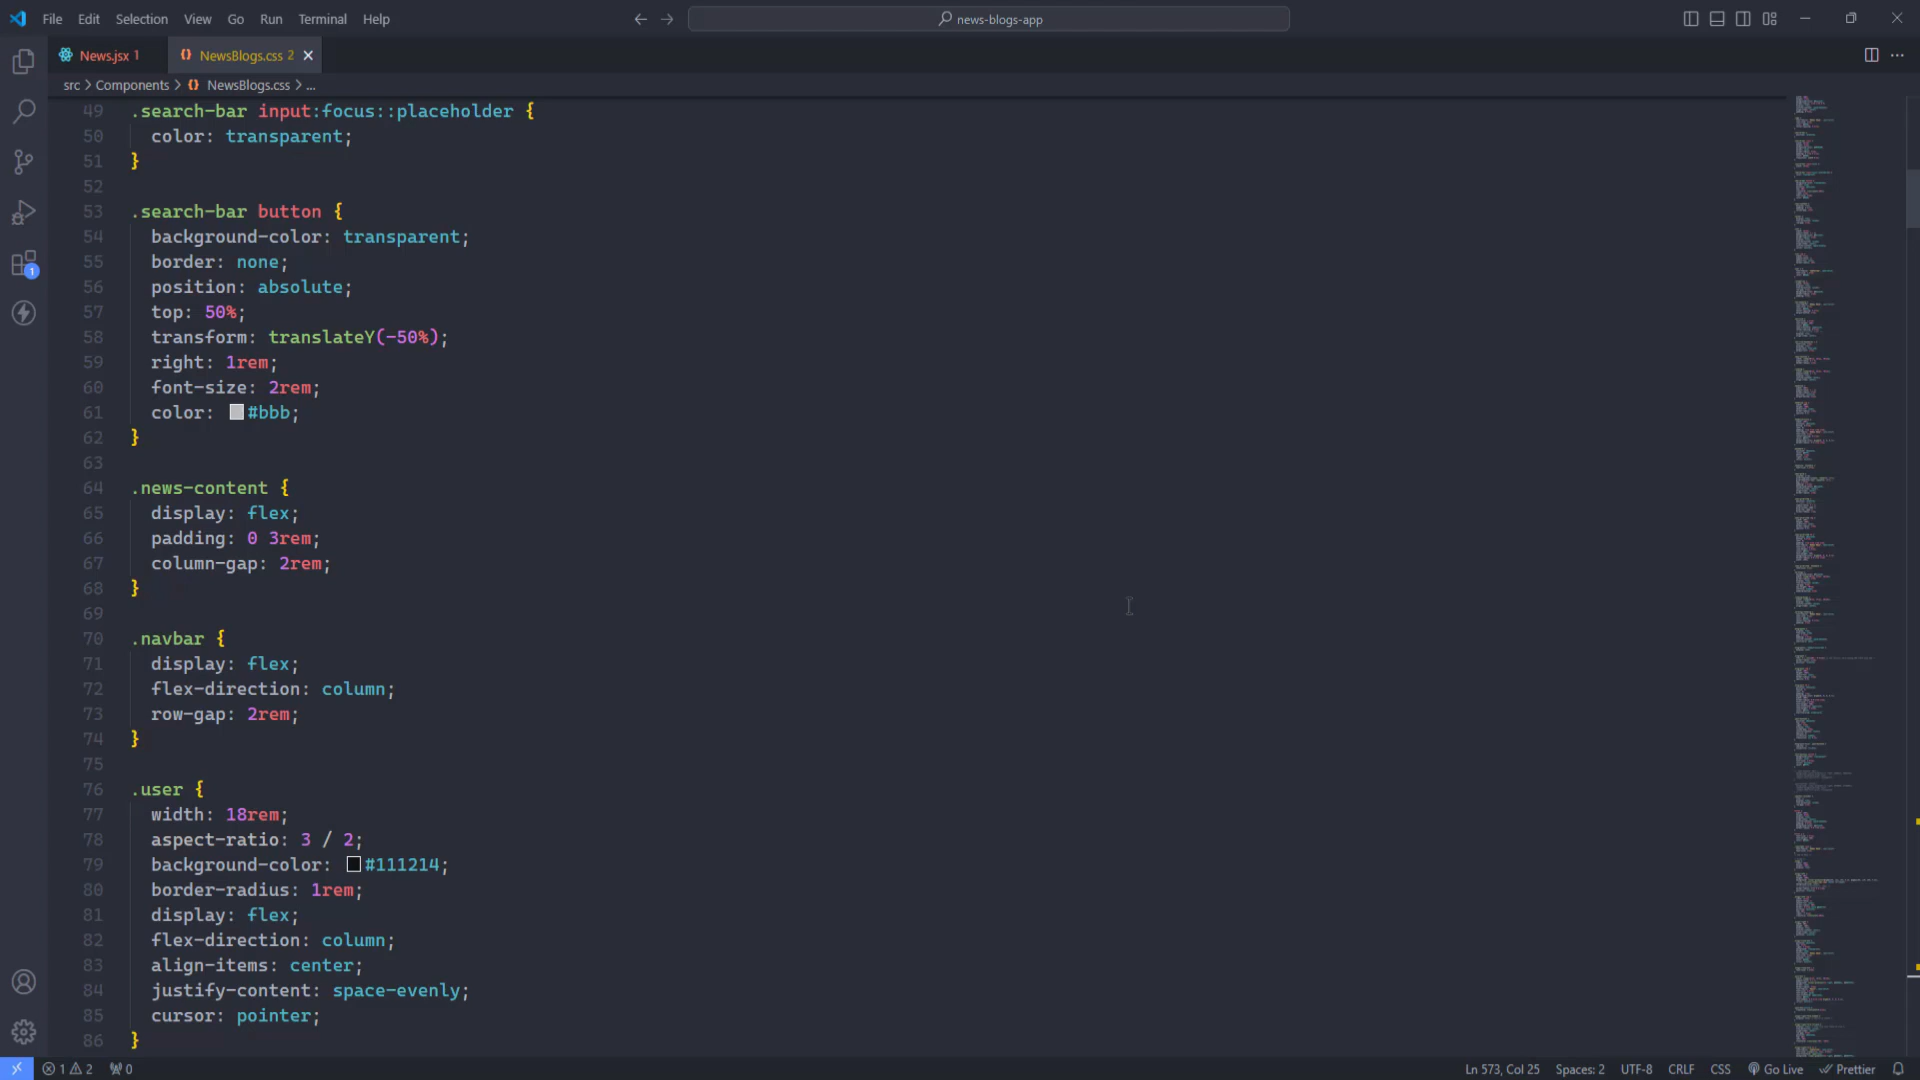 File Edit Selection View Go Run Terminal Help
news-blogs-app
News.jsx 1
NewsBlogs.css 2
src > Components > NewsBlogs.css > ...
49 .search-bar input:focus::placeholder {
50 color: transparent;
51 }
52
53 .search-bar button {
54 background-color: transparent;
55 border: none;
56 position: absolute;
57 top: 50%;
58 transform: translateY(-50%);
59 right: 1rem;
60 font-size: 2rem;
61 color: #bbb;
62 }
63
64 .news-content {
65 display: flex;
66 padding: 0 3rem;
67 column-gap: 2rem;
68 }
69
70 .navbar {
71 display: flex;
72 flex-direction: column;
73 row-gap: 2rem;
74 }
75
76 .user {
77 width: 18rem;
78 aspect-ratio: 3 / 2;
79 background-color: #111214;
80 border-radius: 1rem;
81 display: flex;
82 flex-direction: column;
83 align-items: center;
84 justify-content: space-evenly;
85 cursor: pointer;
86 }
1
1 2 0 Ln 573, Col 25 Spaces: 2 UTF-8 CRLF CSS Go Live Prettier